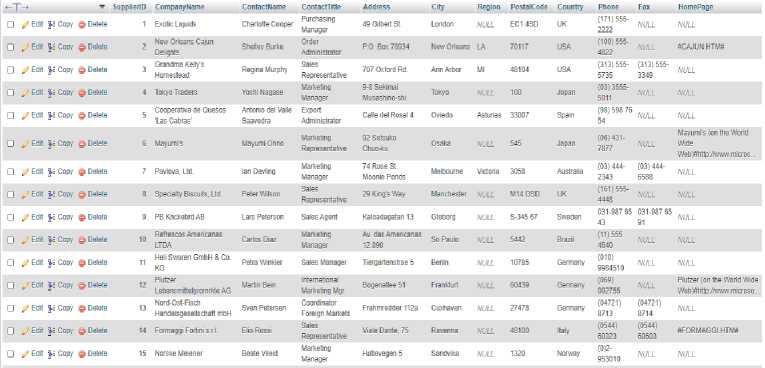 SupplierID CompanyName ContactName ContactTitle Address City Region PostalCode Country Phone Fax HomePage
Edit Copy Delete 1 Exotic Liquids Charlotte Cooper Purchasing Manager 49 Gilbert St. London NULL EC1 4SD UK (171) 555-2222 NULL NULL
Edit Copy Delete 2 New Orleans Cajun Delights Shelley Burke Order Administrator P.O. Box 78934 New Orleans LA 70117 USA (100) 555-4822 NULL #CAJUN.HTM#
Edit Copy Delete 3 Grandma Kelly's Homestead Regina Murphy Sales Representative 707 Oxford Rd. Ann Arbor MI 48104 USA (313) 555-5735 (313) 555-3349 NULL
Edit Copy Delete 4 Tokyo Traders Yoshi Nagase Marketing Manager 9-8 Sekimai Musashino-shi Tokyo NULL 100 Japan (03) 3555-5011 NULL NULL
Edit Copy Delete 5 Cooperativa de Quesos 'Las Cabras' Antonio del Valle Saavedra Export Administrator Calle del Rosal 4 Oviedo Asturias 33007 Spain (98) 598 76 54 NULL NULL
Edit Copy Delete 6 Mayumi's Mayumi Ohno Marketing Representative 92 Setsuko Chuo-ku Osaka NULL 545 Japan (06) 431-7877 NULL Mayumi's (on the World Wide Web)#http://www.microso...
Edit Copy Delete 7 Pavlova, Ltd. Ian Devling Marketing Manager 74 Rose St. Moonie Ponds Melbourne Victoria 3058 Australia (03) 444-2343 (03) 444-6588 NULL
Edit Copy Delete 8 Specialty Biscuits, Ltd. Peter Wilson Sales Representative 29 King's Way Manchester NULL M14 GSD UK (161) 555-4448 NULL NULL
Edit Copy Delete 9 PB Knckebrd AB Lars Peterson Sales Agent Kaloadagatan 13 Gteborg NULL S-345 67 Sweden 031-987 65 43 031-987 65 91 NULL
Edit Copy Delete 10 Refrescos Americanas LTDA Carlos Diaz Marketing Manager Av. das Americanas 12.890 So Paulo NULL 5442 Brazil (11) 555 4640 NULL NULL
Edit Copy Delete 11 Heli Swaren GmbH & Co. KG Petra Winkler Sales Manager Tiergartenstrae 5 Berlin NULL 10785 Germany (010) 9984510 NULL NULL
Edit Copy Delete 12 Plutzer Lebensmittelgromrkte AG Martin Bein International Marketing Mgr. Bogenallee 51 Frankfurt NULL 60439 Germany (069) 992755 NULL Plutzer (on the World Wide Web)#http://www.microso...
Edit Copy Delete 13 Nord-Ost-Fisch Handelsgesellschaft mbH Sven Petersen Coordinator Foreign Markets Frahmredder 112a Cuxhaven NULL 27478 Germany (04721) 8713 (04721) 8714 NULL
Edit Copy Delete 14 Formaggi Fortini s.r.l. Elio Rossi Sales Representative Viale Dante, 75 Ravenna NULL 48100 Italy (0544) 60323 (0544) 60603 #FORMAGGI.HTM#
Edit Copy Delete 15 Norske Meierier Beate Vileid Marketing Manager Hatlevegen 5 Sandvika NULL 1320 Norway (0)2-953010 NULL NULL